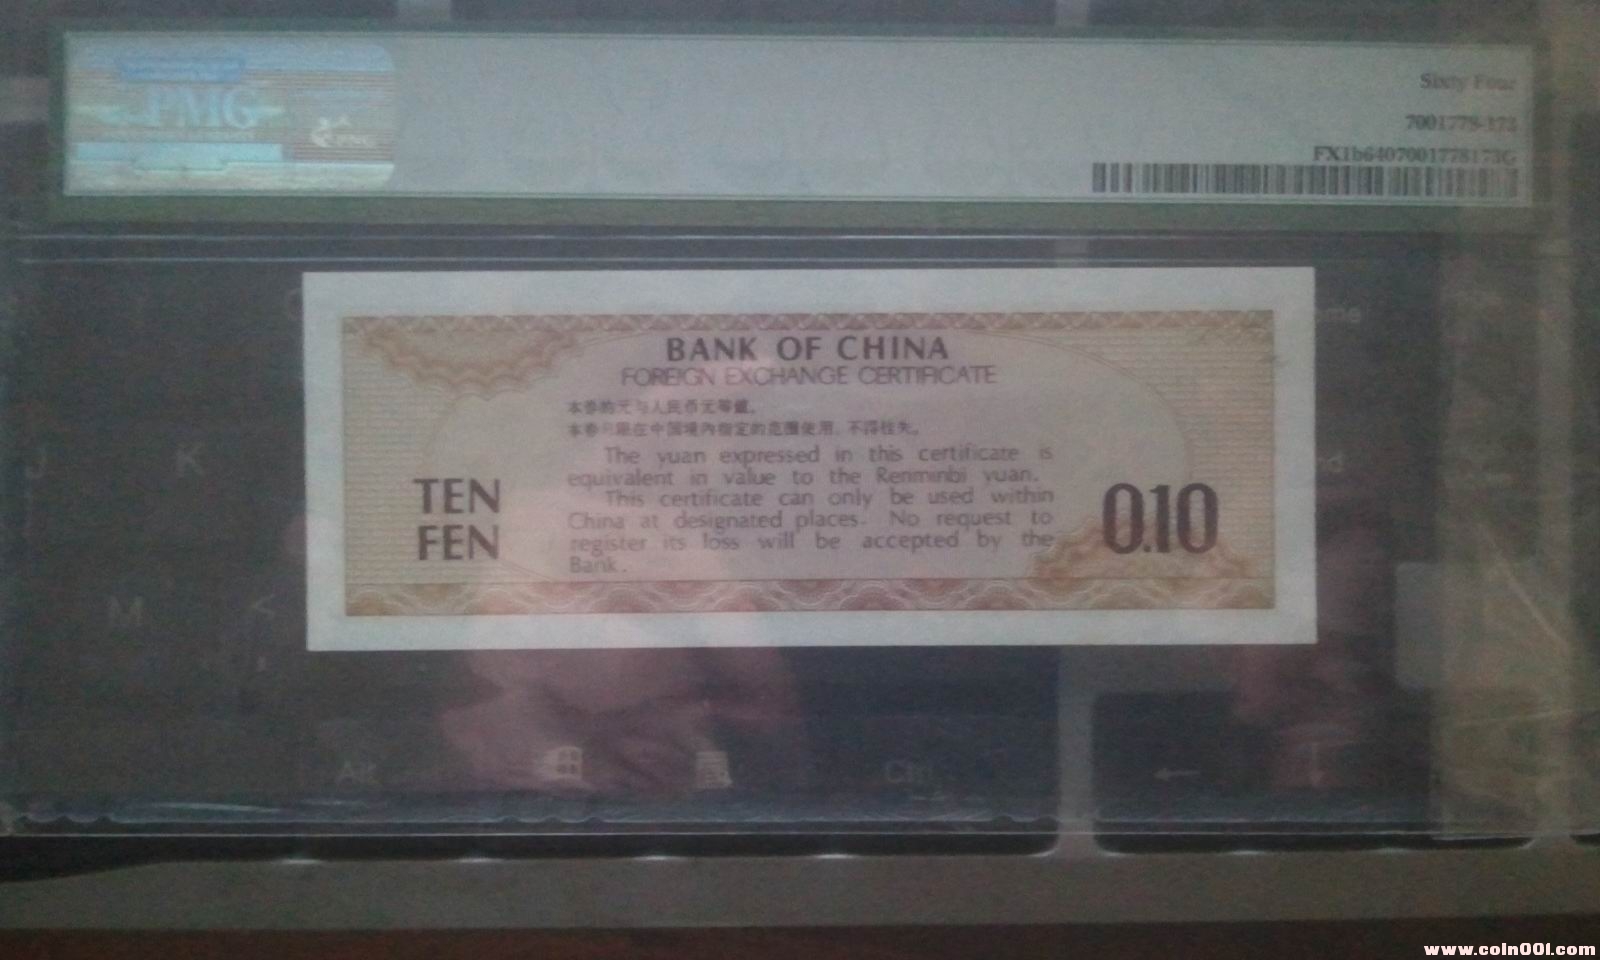 PMG
Sixty Four
7001778-173
FX1b6407001778173G
BANK OF CHINA
FOREIGN EXCHANGE CERTIFICATE
本券的元与人民币元等值。
本券只限在中国境内指定的范围使用，不得挂失。
The yuan expressed in this certificate is
equivalent in value to the Renminbi yuan.
This certificate can only be used within
China at designated places. No request to
register its loss will be accepted by the
Bank.
TEN
FEN
0.10
J
K
M
<
Alt
Ctrl
www.coin001.com